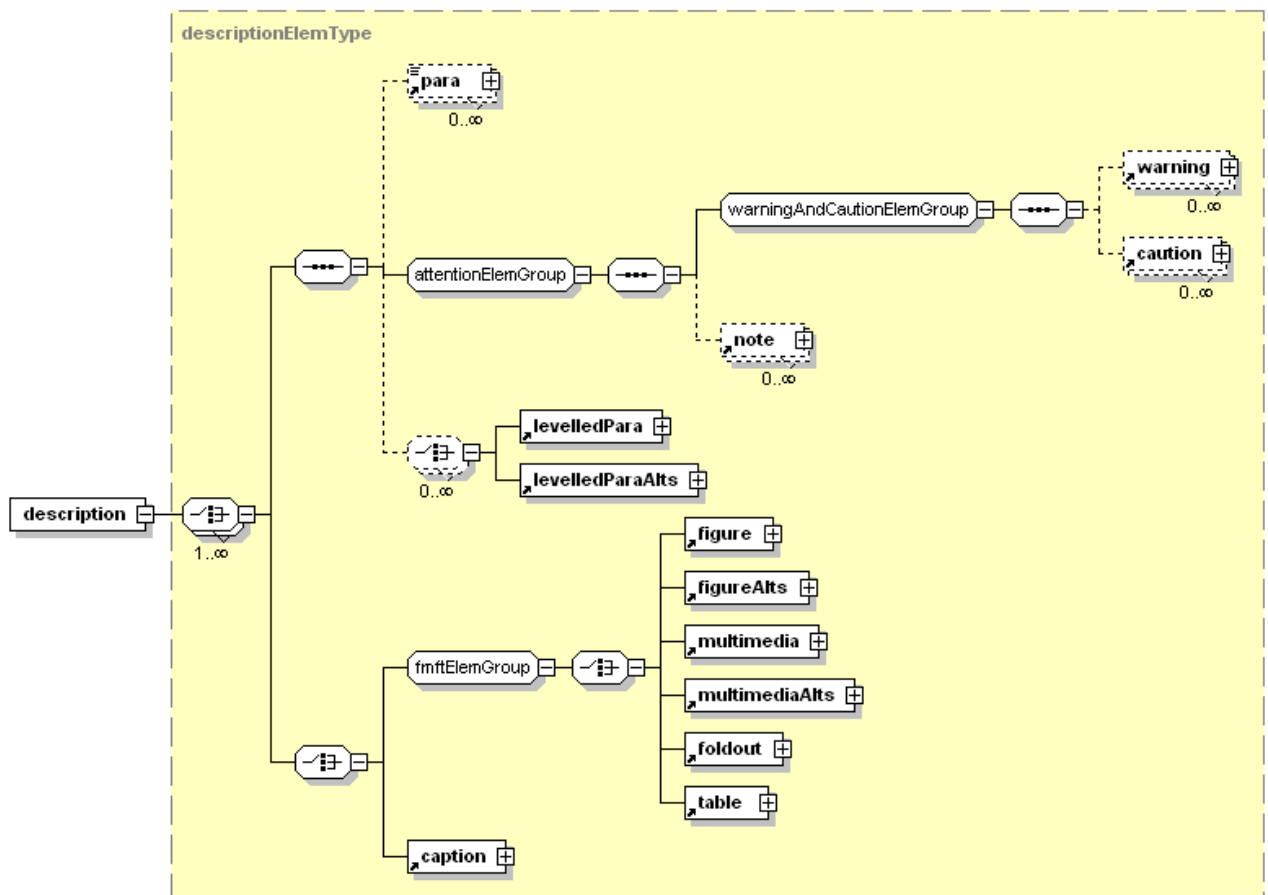 descriptionElemType
para
0..∞
warning
0..∞
warningAndCautionElemGroup
caution
0..∞
attentionElemGroup
note
0..∞
levelledPara
0..∞
levelledParaAlts
description
1..∞
figure
figureAlts
multimedia
fmftElemGroup
multimediaAlts
foldout
table
caption